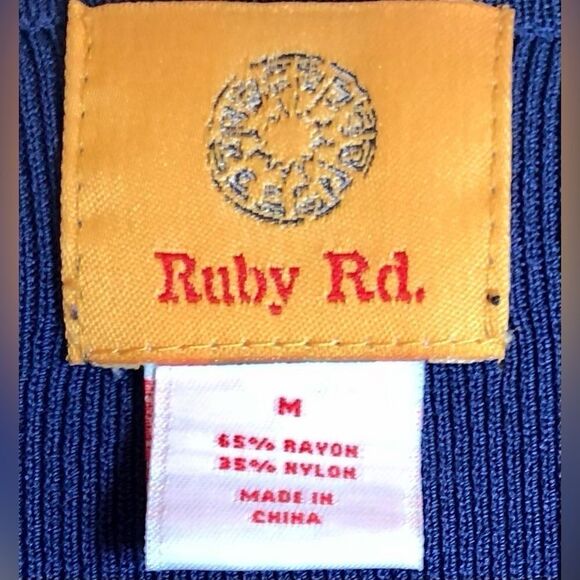 Ruby Rd.
M
65% RAYON
35% NYLON
MADE IN
CHINA